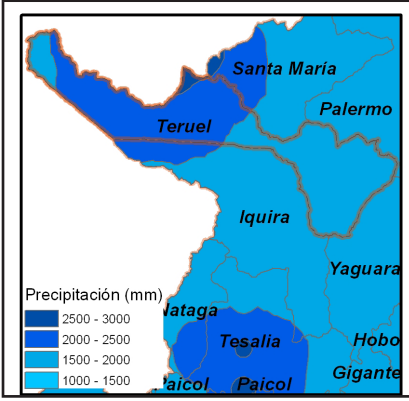 Santa María
Palermo
Teruel
Iquira
Yaguara
Precipitación (mm)
2500 - 3000
2000 - 2500
1500 - 2000
1000 - 1500
Nataga
Tesalia
Hobo
Gigante
Paicol
Paicol